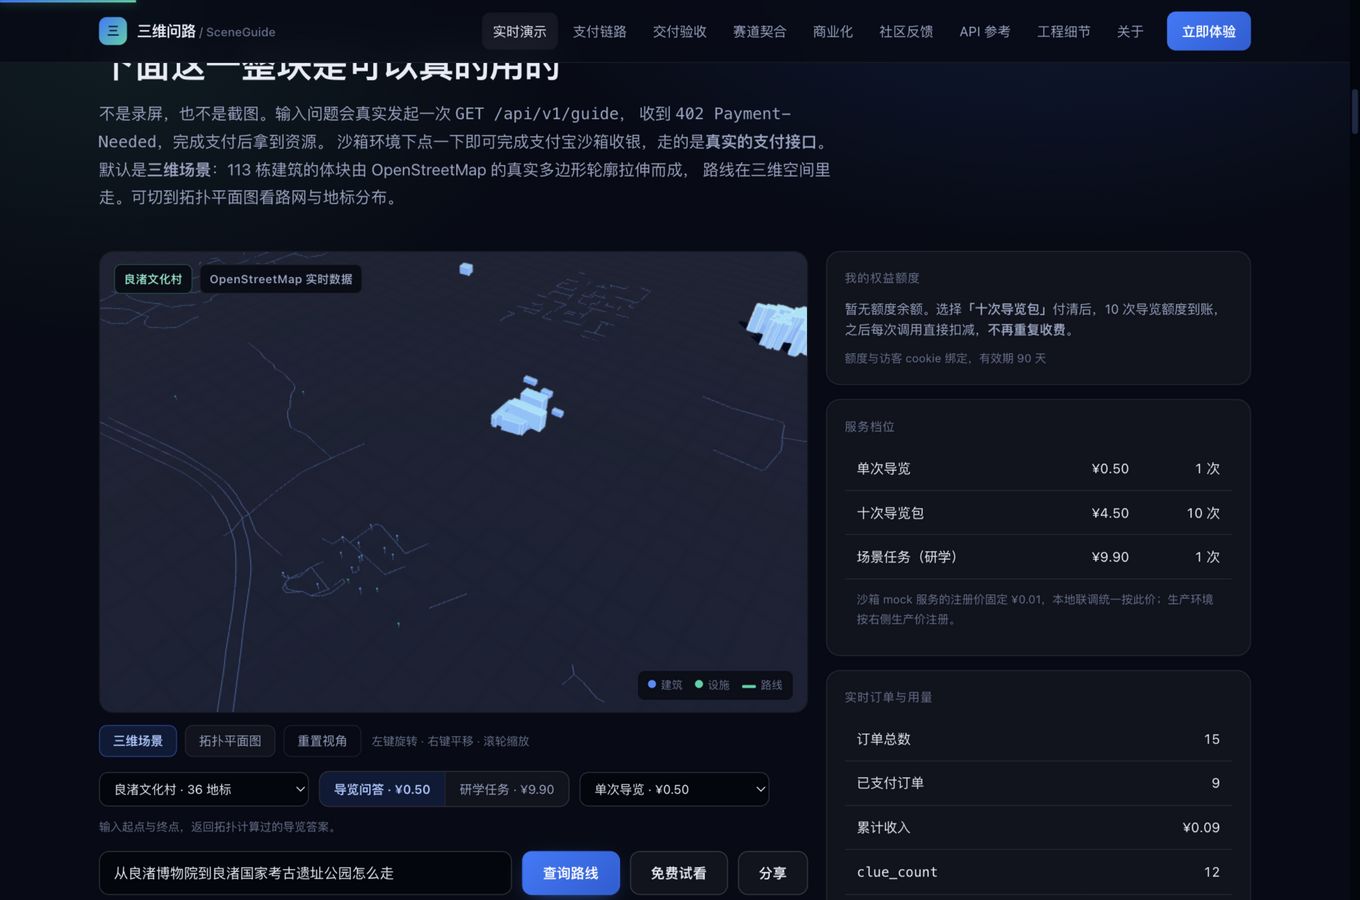 三
三维问路 / SceneGuide
实时演示
支付链路
交付验收
赛道契合
商业化
社区反馈
API 参考
工程细节
关于
立即体验
下面这一整块是可以真的用的
不是录屏，也不是截图。输入问题会真实发起一次 GET /api/v1/guide， 收到 402 Payment-
Needed，完成支付后拿到资源。 沙箱环境下点一下即可完成支付宝沙箱收银，走的是真实的支付接口。
默认是三维场景：113 栋建筑的体块由 OpenStreetMap 的真实多边形轮廓拉伸而成， 路线在三维空间里
走。可切到拓扑平面图看路网与地标分布。
良渚文化村
OpenStreetMap 实时数据
建筑
设施
路线
三维场景
拓扑平面图
重置视角
左键旋转 · 右键平移 · 滚轮缩放
良渚文化村 · 36 地标
导览问答 · ¥0.50
研学任务 · ¥9.90
单次导览 · ¥0.50
输入起点与终点，返回拓扑计算过的导览答案。
从良渚博物院到良渚国家考古遗址公园怎么走
查询路线
免费试看
分享
我的权益额度
暂无额度余额。选择「十次导览包」付清后，10 次导览额度到账，
之后每次调用直接扣减，不再重复收费。
额度与访客 cookie 绑定，有效期 90 天
服务档位
单次导览 ¥0.50 1 次
十次导览包 ¥4.50 10 次
场景任务（研学） ¥9.90 1 次
沙箱 mock 服务的注册价固定 ¥0.01，本地联调统一按此价；生产环境
按右侧生产价注册。
实时订单与用量
订单总数 15
已支付订单 9
累计收入 ¥0.09
clue_count 12